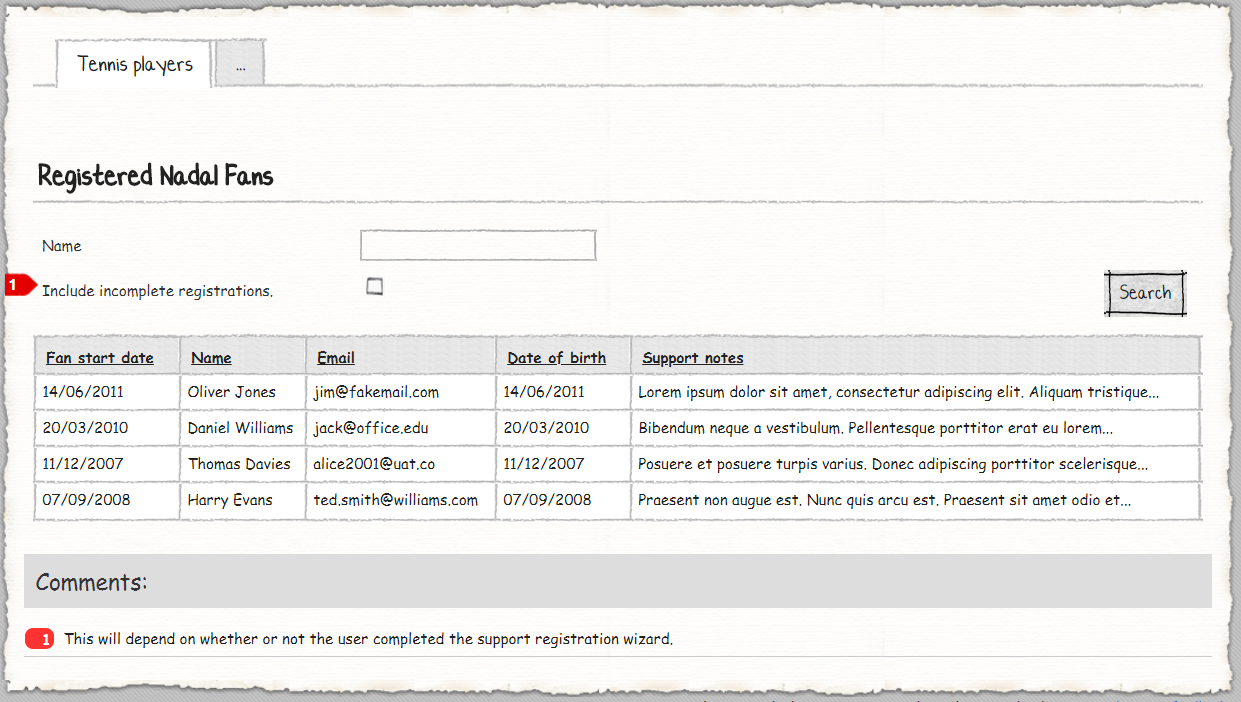 Tennis players ...
Registered Nadal Fans
Name
1 Include incomplete registrations.
Search
Fan start date Name Email Date of birth Support notes
14/06/2011 Oliver Jones jim@fakemail.com 14/06/2011 Lorem ipsum dolor sit amet, consectetur adipiscing elit. Aliquam tristique...
20/03/2010 Daniel Williams jack@office.edu 20/03/2010 Bibendum neque a vestibulum. Pellentesque porttitor erat eu lorem...
11/12/2007 Thomas Davies alice2001@uat.co 11/12/2007 Posuere et posuere turpis varius. Donec adipiscing porttitor scelerisque...
07/09/2008 Harry Evans ted.smith@williams.com 07/09/2008 Praesent non augue est. Nunc quis arcu est. Praesent sit amet odio et...
Comments:
1 This will depend on whether or not the user completed the support registration wizard.